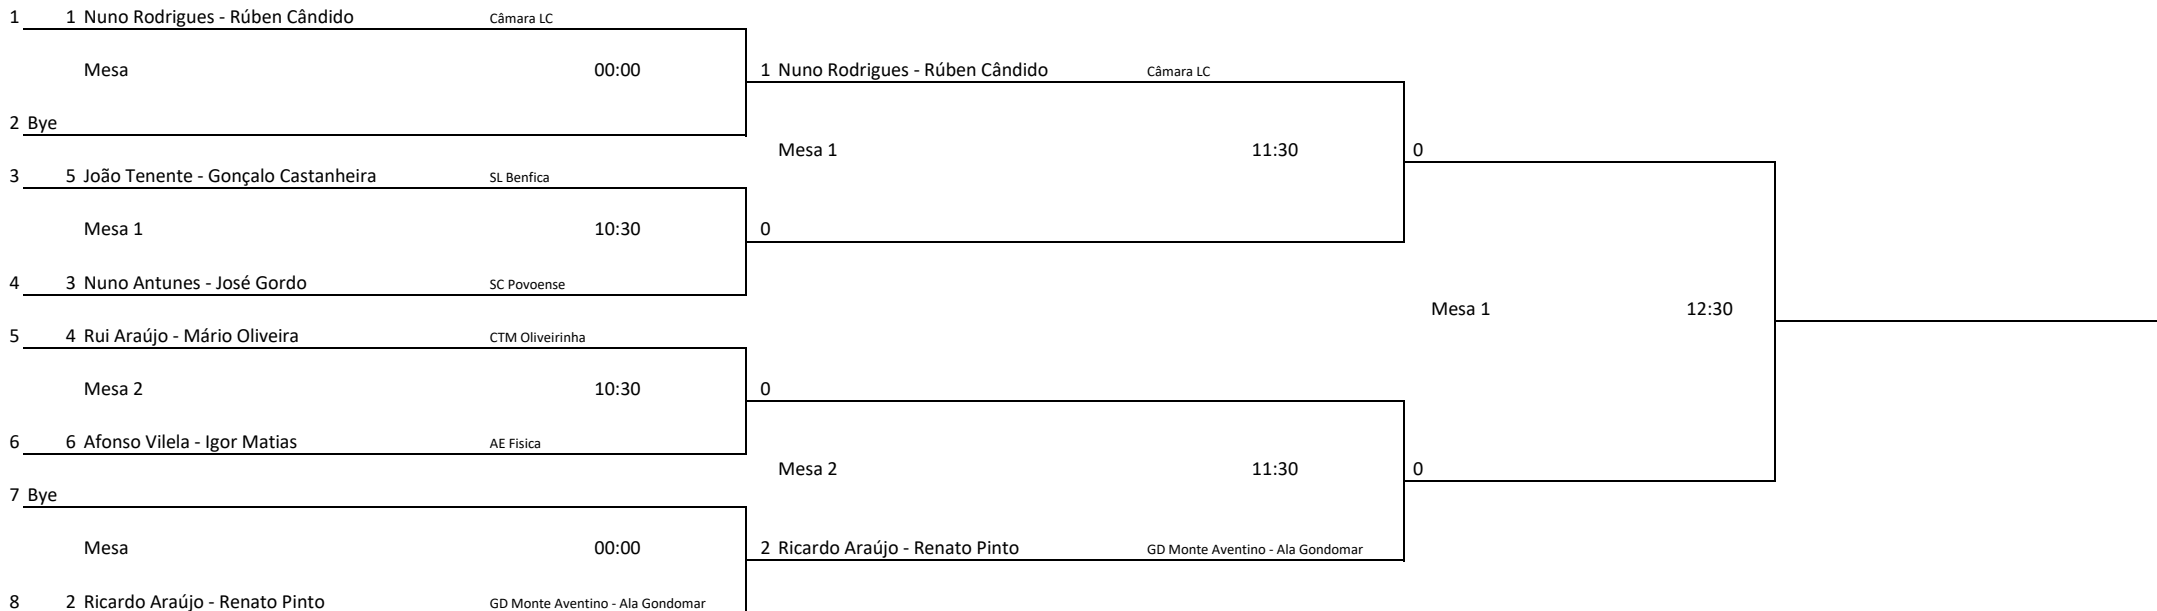 1 1 Nuno Rodrigues - Rúben Cândido Câmara LC
Mesa 00:00 1 Nuno Rodrigues - Rúben Cândido Câmara LC
2 Bye
Mesa 1 11:30 0
3 5 João Tenente - Gonçalo Castanheira SL Benfica
Mesa 1 10:30 0
4 3 Nuno Antunes - José Gordo SC Povoense
Mesa 1 12:30
5 4 Rui Araújo - Mário Oliveira CTM Oliveirinha
Mesa 2 10:30 0
6 6 Afonso Vilela - Igor Matias AE Fisica
Mesa 2 11:30 0
7 Bye
Mesa 00:00 2 Ricardo Araújo - Renato Pinto GD Monte Aventino - Ala Gondomar
8 2 Ricardo Araújo - Renato Pinto GD Monte Aventino - Ala Gondomar